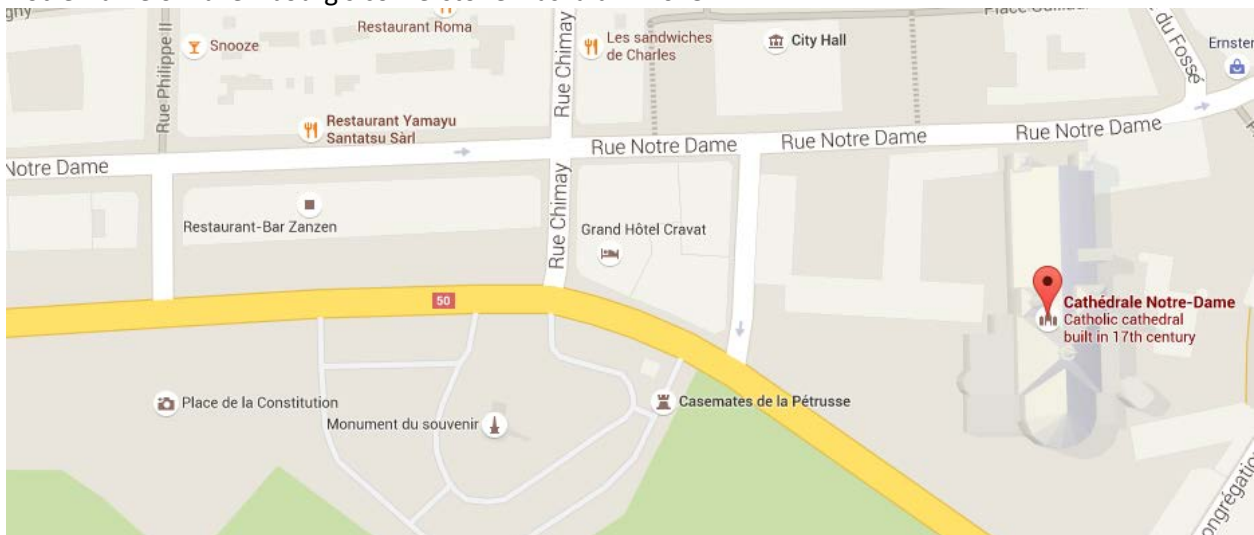 Restaurant Roma
Snooze
Rue Philippe II
Rue Chimay
Les sandwiches
de Charles
City Hall
du Fossé
Ernster
Restaurant Yamayu
Santatsu Sàrl
Notre Dame
Rue Notre Dame
Rue Notre Dame
Rue Notre Dame
Restaurant-Bar Zanzen
Rue Chimay
Grand Hôtel Cravat
50
Cathédrale Notre-Dame
Catholic cathedral
built in 17th century
Place de la Constitution
Monument du souvenir
Casemates de la Pétrusse
ongrégation